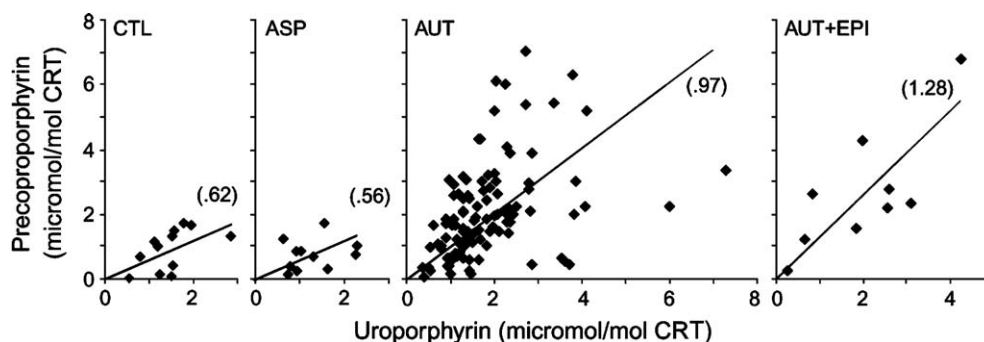 CTL
ASP
AUT
AUT+EPI
(.62)
(.56)
(.97)
(1.28)
Precoproporphyrin
(micromol/mol CRT)
8
6
4
2
0
0 2
0 2
0 2 4 6 8
0 2 4
Uroporphyrin (micromol/mol CRT)